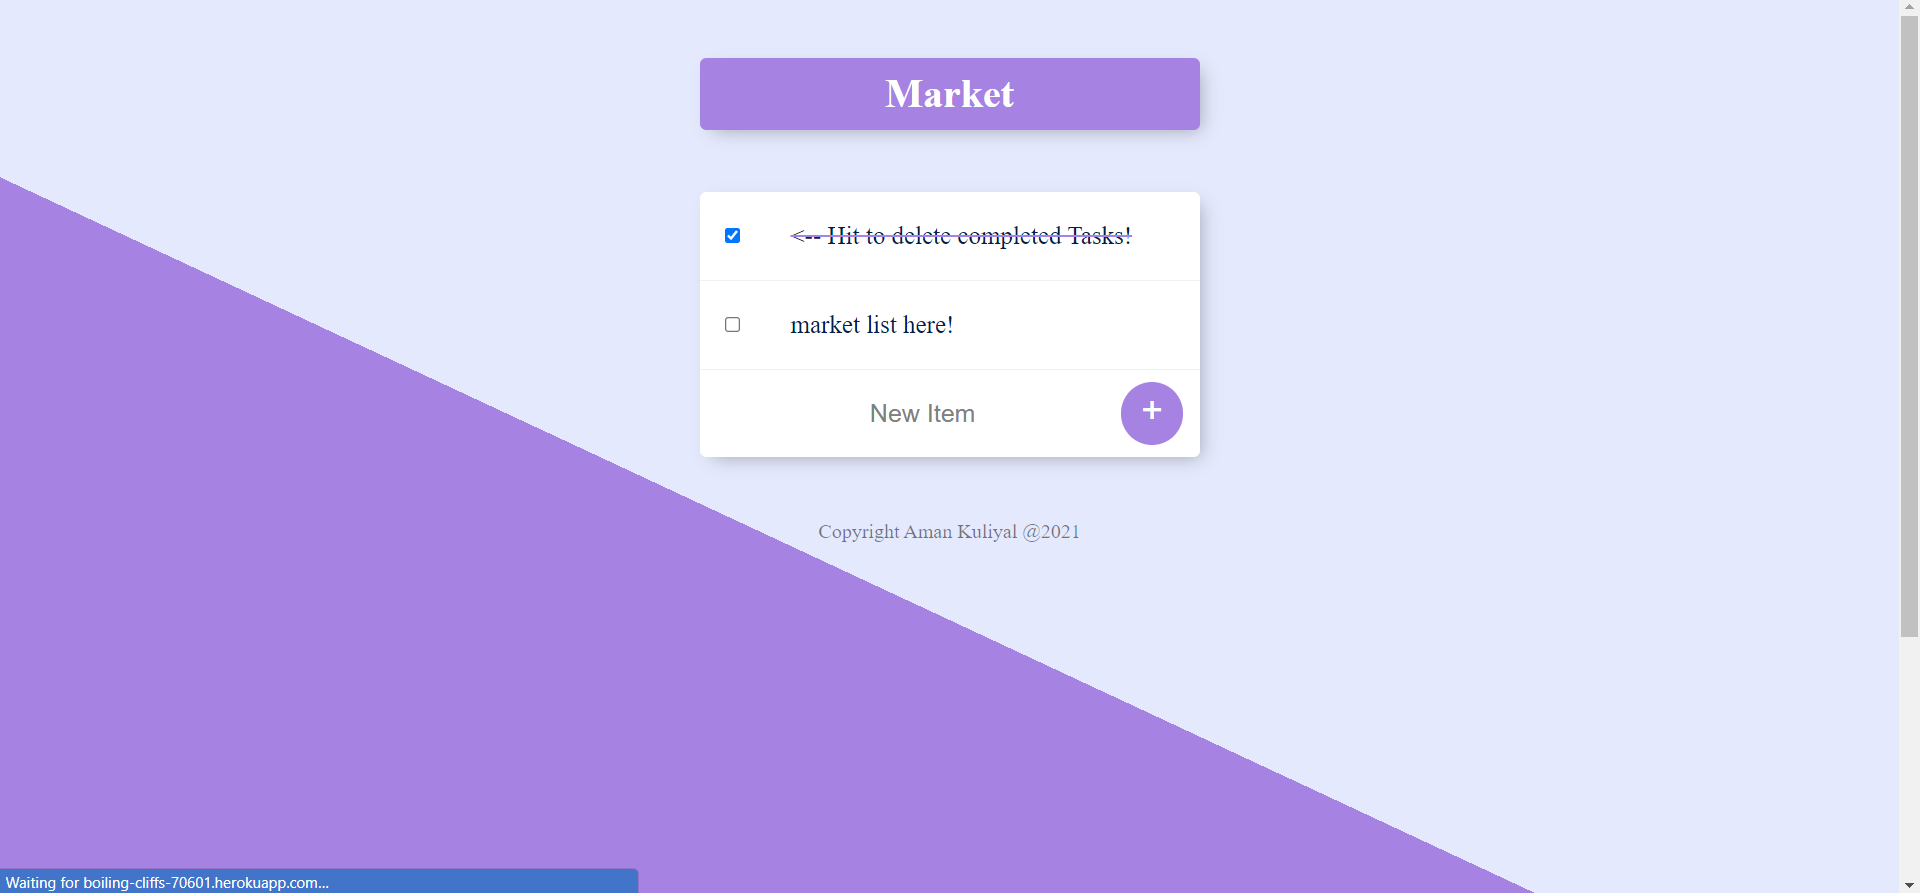 Market
<-- Hit to delete completed Tasks!
market list here!
New Item
+
Copyright Aman Kuliyal @2021
Waiting for boiling-cliffs-70601.herokuapp.com...